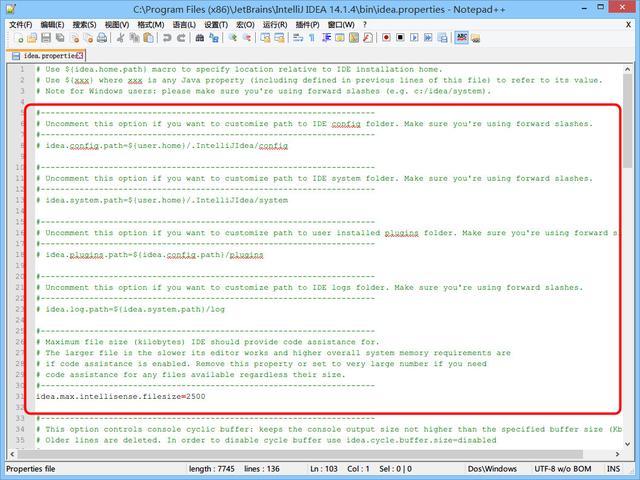 C:\Program Files (x86)\JetBrains\IntelliJ IDEA 14.1.4\bin\idea.properties - Notepad++
文件(F) 编辑(E) 搜索(S) 视图(V) 格式(M) 语言(L) 设置(T) 宏(O) 运行(R) 插件(P) 窗口(W) ? X
idea.properties
1 # Use ${idea.home.path} macro to specify location relative to IDE installation home.
2 # Use ${xxx} where xxx is any Java property (including defined in previous lines of this file) to refer to its value.
3 # Note for Windows users: please make sure you're using forward slashes (e.g. c:/idea/system).
4
5 #---------------------------------------------------------------------
6 # Uncomment this option if you want to customize path to IDE config folder. Make sure you're using forward slashes.
7 #---------------------------------------------------------------------
8 # idea.config.path=${user.home}/.IntelliJIdea/config
9
10 #---------------------------------------------------------------------
11 # Uncomment this option if you want to customize path to IDE system folder. Make sure you're using forward slashes.
12 #---------------------------------------------------------------------
13 # idea.system.path=${user.home}/.IntelliJIdea/system
14
15 #---------------------------------------------------------------------
16 # Uncomment this option if you want to customize path to user installed plugins folder. Make sure you're using forward s
17 #---------------------------------------------------------------------
18 # idea.plugins.path=${idea.config.path}/plugins
19
20 #---------------------------------------------------------------------
21 # Uncomment this option if you want to customize path to IDE logs folder. Make sure you're using forward slashes.
22 #---------------------------------------------------------------------
23 # idea.log.path=${idea.system.path}/log
24
25 #---------------------------------------------------------------------
26 # Maximum file size (kilobytes) IDE should provide code assistance for.
27 # The larger file is the slower its editor works and higher overall system memory requirements are
28 # if code assistance is enabled. Remove this property or set to very large number if you need
29 # code assistance for any files available regardless their size.
30 #---------------------------------------------------------------------
31 idea.max.intellisense.filesize=2500
32
33 #---------------------------------------------------------------------
34 # This option controls console cyclic buffer: keeps the console output size not higher than the specified buffer size (Kb
35 # Older lines are deleted. In order to disable cycle buffer use idea.cycle.buffer.size=disabled
Properties file length : 7745 lines : 136 Ln : 103 Col : 1 Sel : 0 | 0 Dos\Windows UTF-8 w/o BOM INS